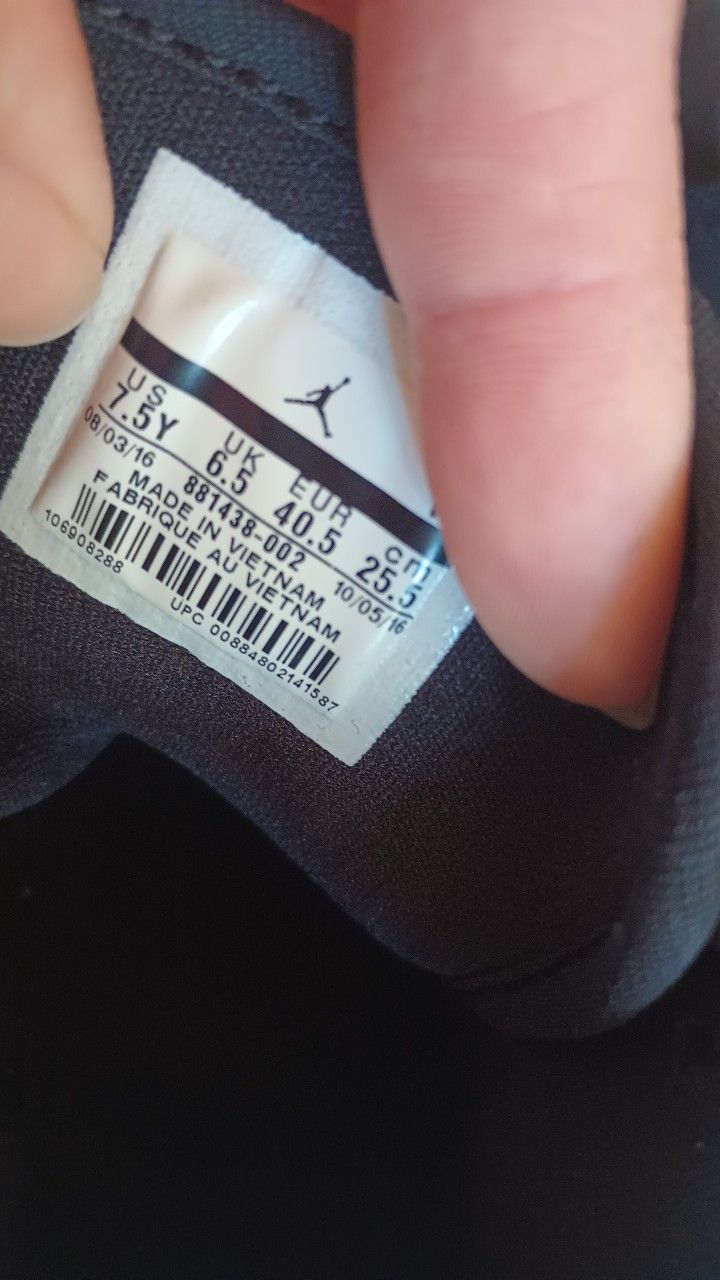 US UK EUR cm
7.5Y 6.5 40.5 25.5
08/03/16 881438-002 10/05/16
MADE IN VIETNAM
FABRIQUE AU VIETNAM
106908288
UPC 00884802141587